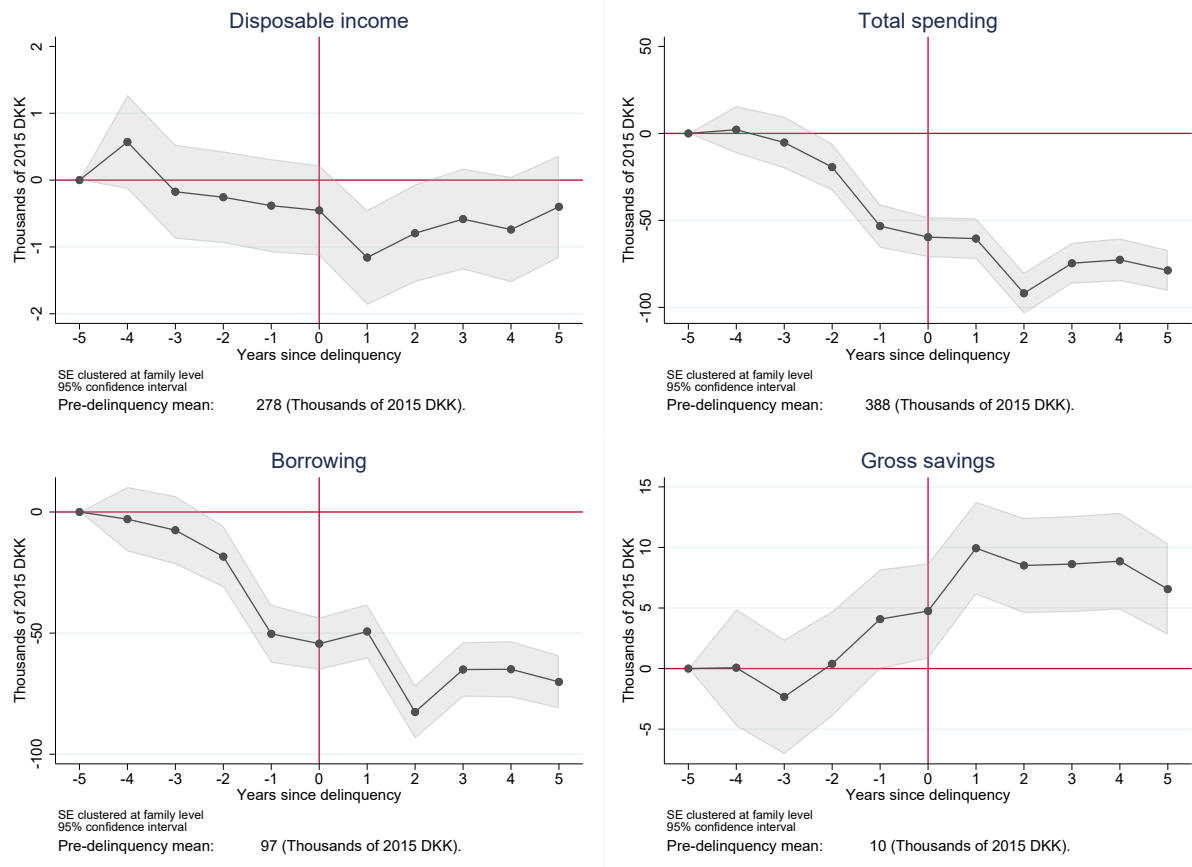 Disposable income
Thousands of 2015 DKK
2
1
0
-1
-2
-5 -4 -3 -2 -1 0 1 2 3 4 5
Years since delinquency
SE clustered at family level
95% confidence interval
Pre-delinquency mean: 278 (Thousands of 2015 DKK).
Total spending
Thousands of 2015 DKK
50
0
-50
-100
-5 -4 -3 -2 -1 0 1 2 3 4 5
Years since delinquency
SE clustered at family level
95% confidence interval
Pre-delinquency mean: 388 (Thousands of 2015 DKK).
Borrowing
Thousands of 2015 DKK
0
-50
-100
-5 -4 -3 -2 -1 0 1 2 3 4 5
Years since delinquency
SE clustered at family level
95% confidence interval
Pre-delinquency mean: 97 (Thousands of 2015 DKK).
Gross savings
Thousands of 2015 DKK
15
10
5
0
-5
-5 -4 -3 -2 -1 0 1 2 3 4 5
Years since delinquency
SE clustered at family level
95% confidence interval
Pre-delinquency mean: 10 (Thousands of 2015 DKK).